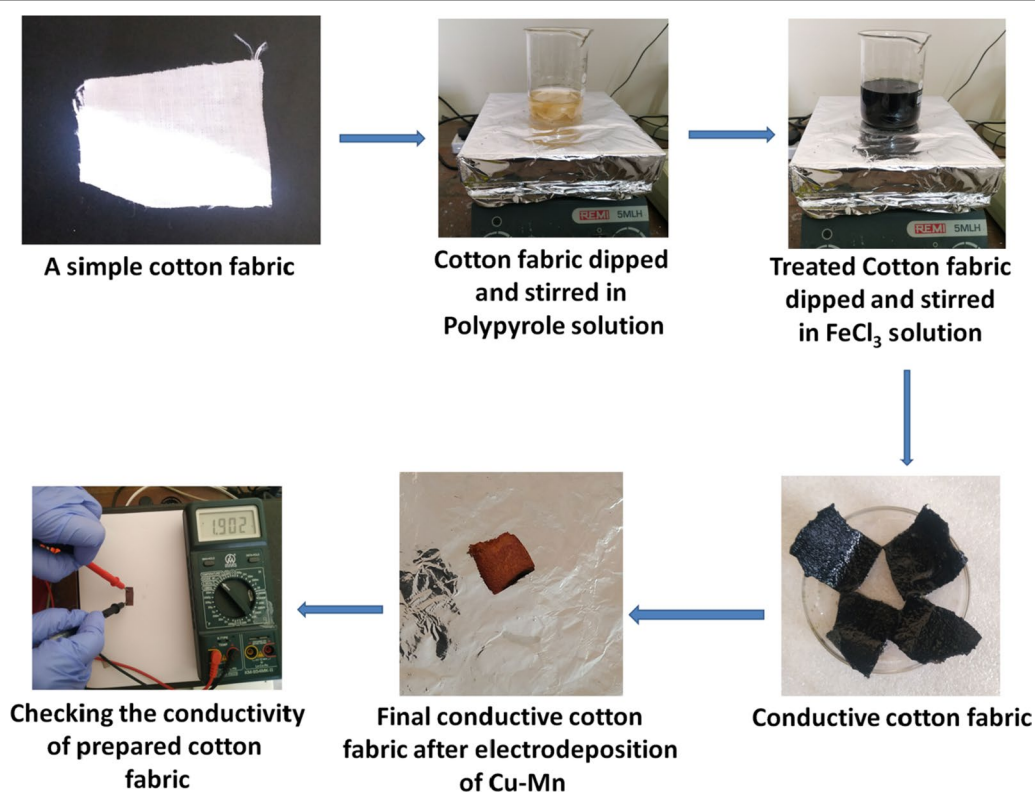 REMI 5MLH
REMI 5MLH
A simple cotton fabric
Cotton fabric dipped
and stirred in
Polypyrole solution
Treated Cotton fabric
dipped and stirred
in FeCl₃ solution
1.902
Checking the conductivity
of prepared cotton
fabric
Final conductive cotton
fabric after electrodeposition
of Cu-Mn
Conductive cotton fabric